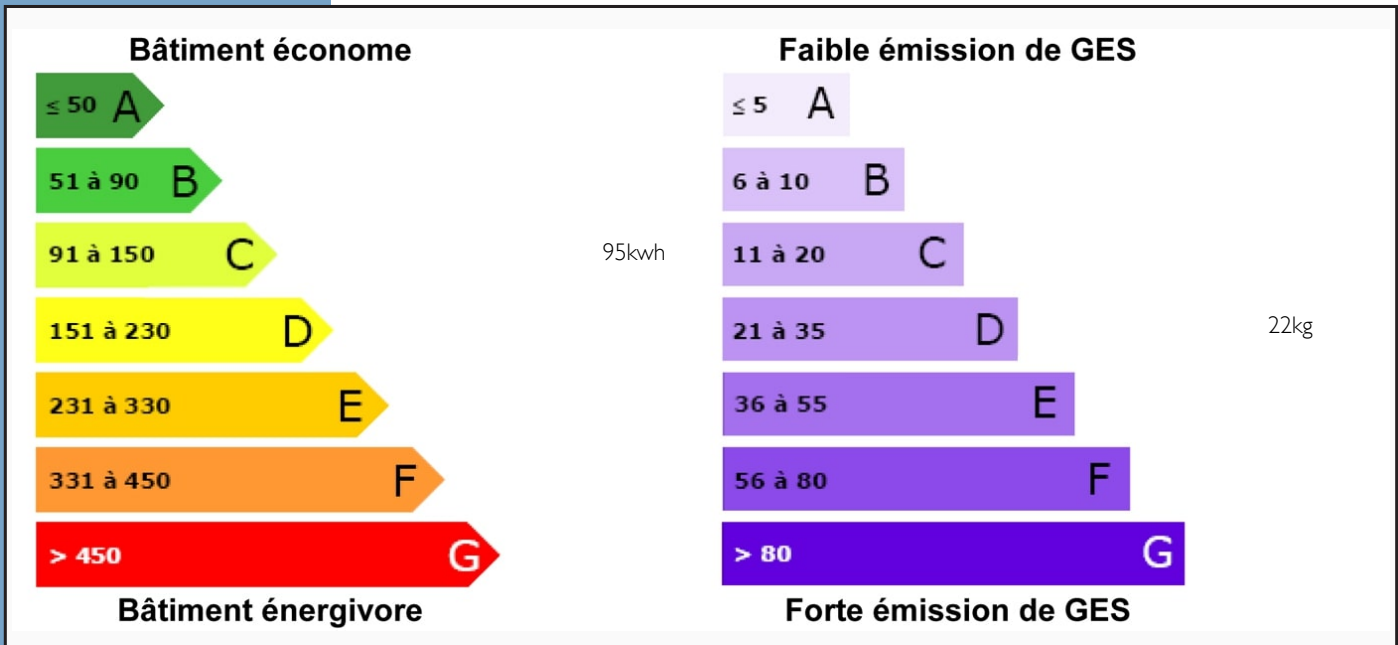 Bâtiment économe
≤ 50 A
51 à 90 B
91 à 150 C
95kwh
151 à 230 D
231 à 330 E
331 à 450 F
> 450 G
Bâtiment énergivore
Faible émission de GES
≤ 5 A
6 à 10 B
11 à 20 C
21 à 35 D
22kg
36 à 55 E
56 à 80 F
> 80 G
Forte émission de GES